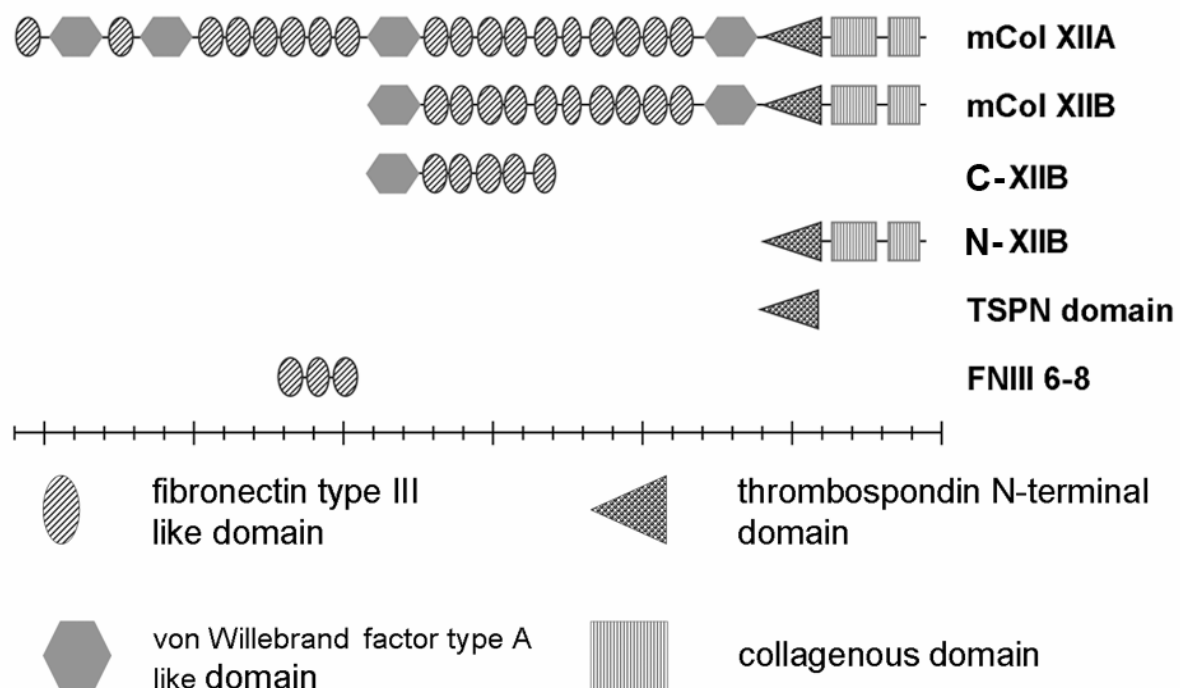 mCol XIIA
mCol XIIB
C-XIIB
N-XIIB
TSPN domain
FNIII 6-8
fibronectin type III
like domain
thrombospondin N-terminal
domain
von Willebrand factor type A
like domain
collagenous domain